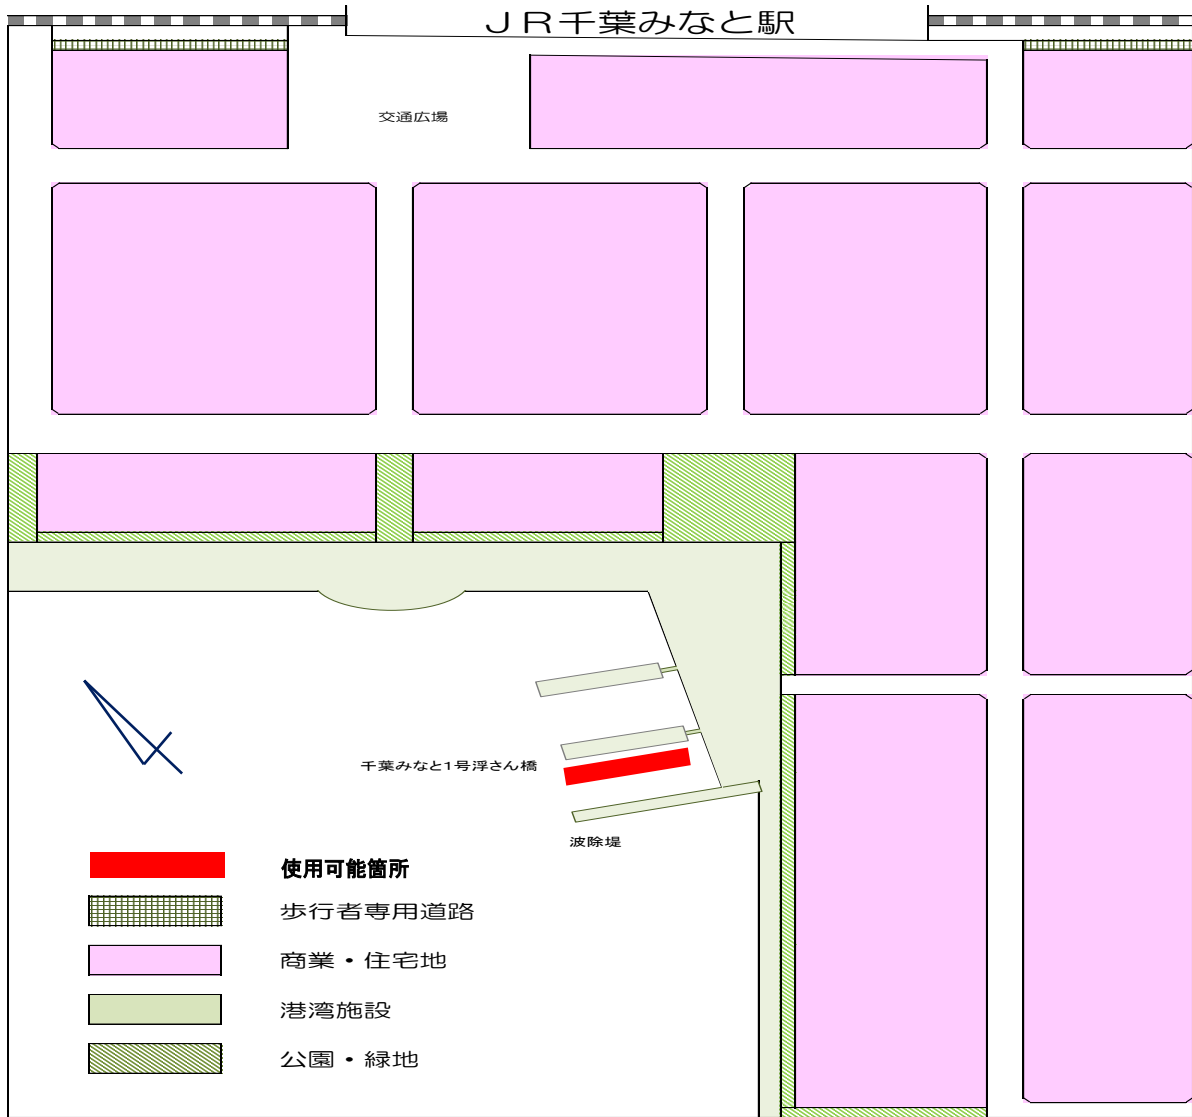 ＪＲ千葉みなと駅
交通広場
千葉みなと1号浮さん橋
波除堤
使用可能箇所
歩行者専用道路
商業・住宅地
港湾施設
公園・緑地